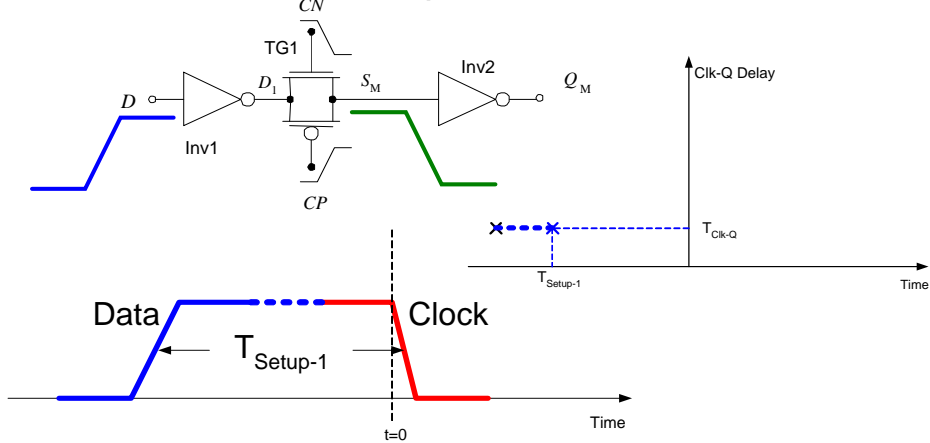 CN
TG1
Inv2
D
D1
SM
QM
Inv1
CP
Clk-Q Delay
TClk-Q
TSetup-1
Time
Data
Clock
TSetup-1
Time
t=0